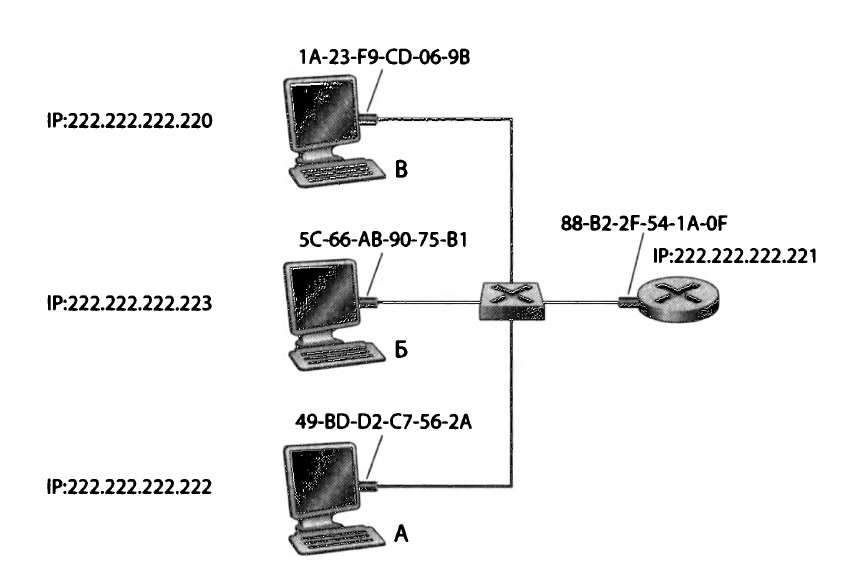 1A-23-F9-CD-06-9B
IP:222.222.222.220
В
5C-66-AB-90-75-B1
88-B2-2F-54-1A-0F
IP:222.222.222.221
IP:222.222.222.223
Б
49-BD-D2-C7-56-2A
IP:222.222.222.222
А